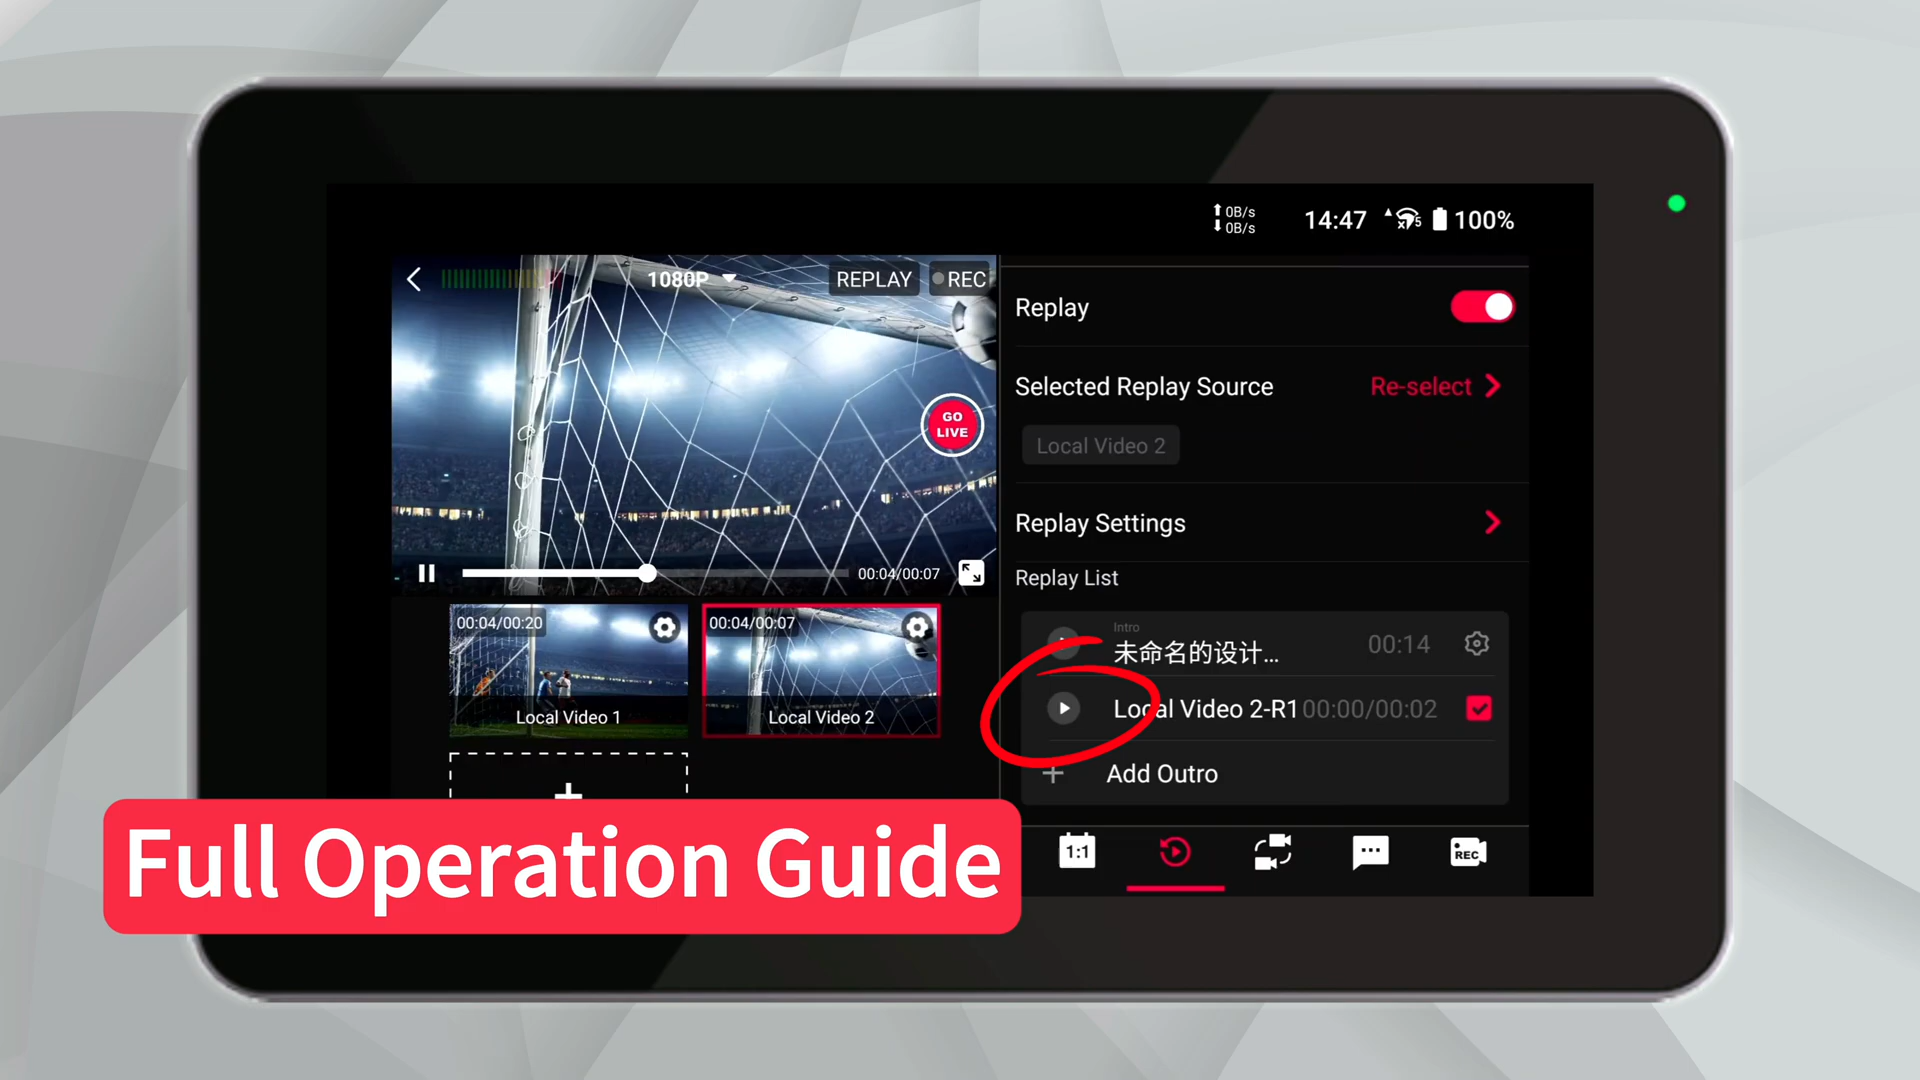 0B/s
0B/s
14:47
5
100%
1080P
REPLAY
REC
GO
LIVE
00:04/00:07
00:04/00:20
Local Video 1
00:04/00:07
Local Video 2
Replay
Selected Replay Source
Re-select
Local Video 2
Replay Settings
Replay List
Intro
未命名的设计...
00:14
Local Video 2-R1
00:00/00:02
Add Outro
1:1
REC
Full Operation Guide